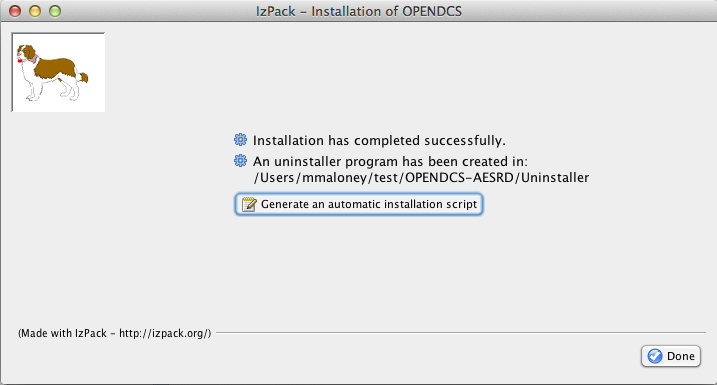 IzPack - Installation of OPENDCS
Installation has completed successfully.
An uninstaller program has been created in:
/Users/mmaloney/test/OPENDCS-AESRD/Uninstaller
Generate an automatic installation script
(Made with IzPack - http://izpack.org/)
Done